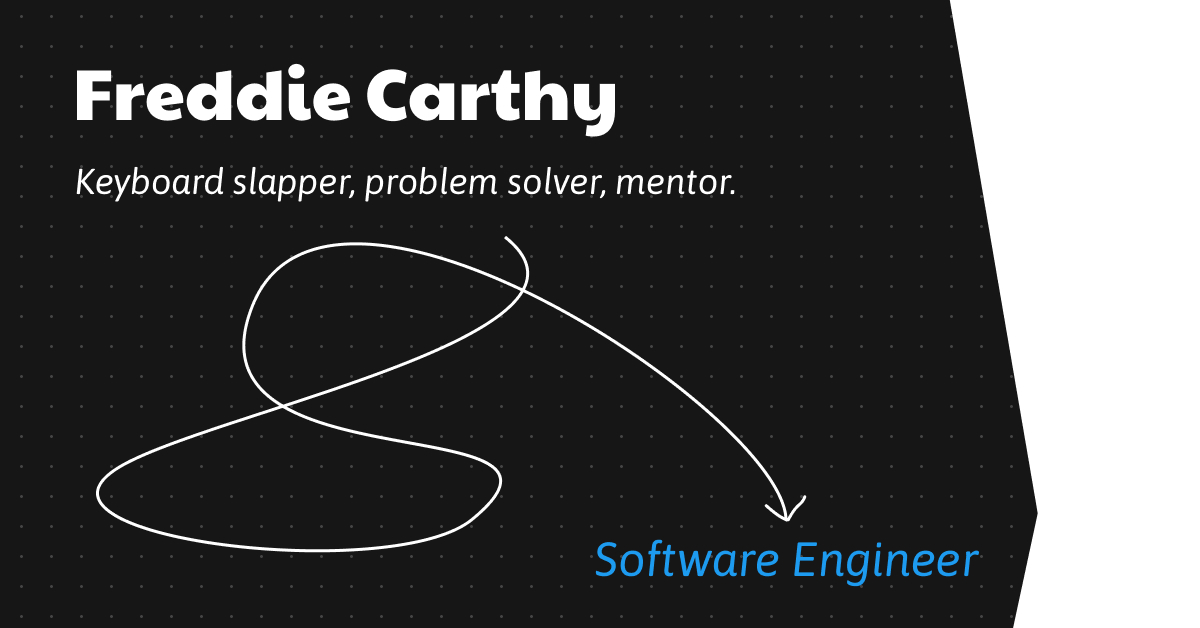 Freddie Carthy
Keyboard slapper, problem solver, mentor.
Software Engineer